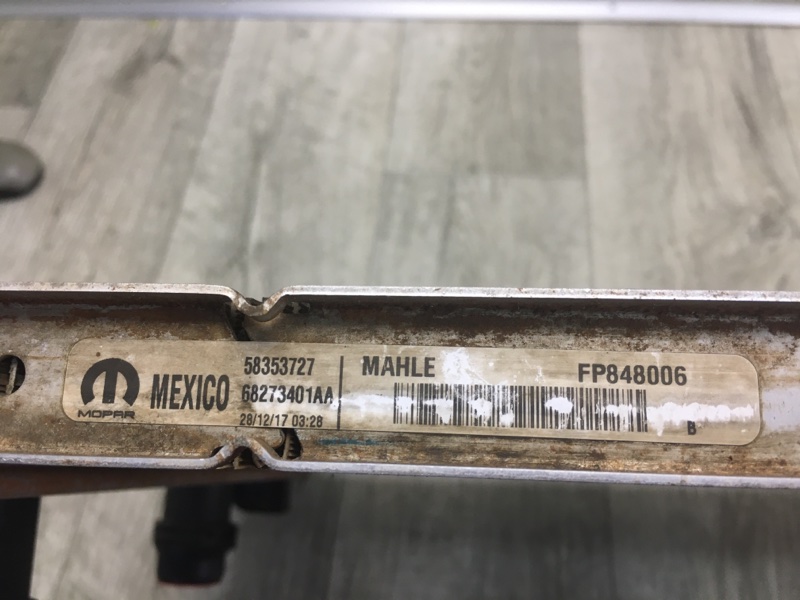 MOPAR
MEXICO
58353727
68273401AA
28/12/17 03:28
MAHLE
FP848006
B